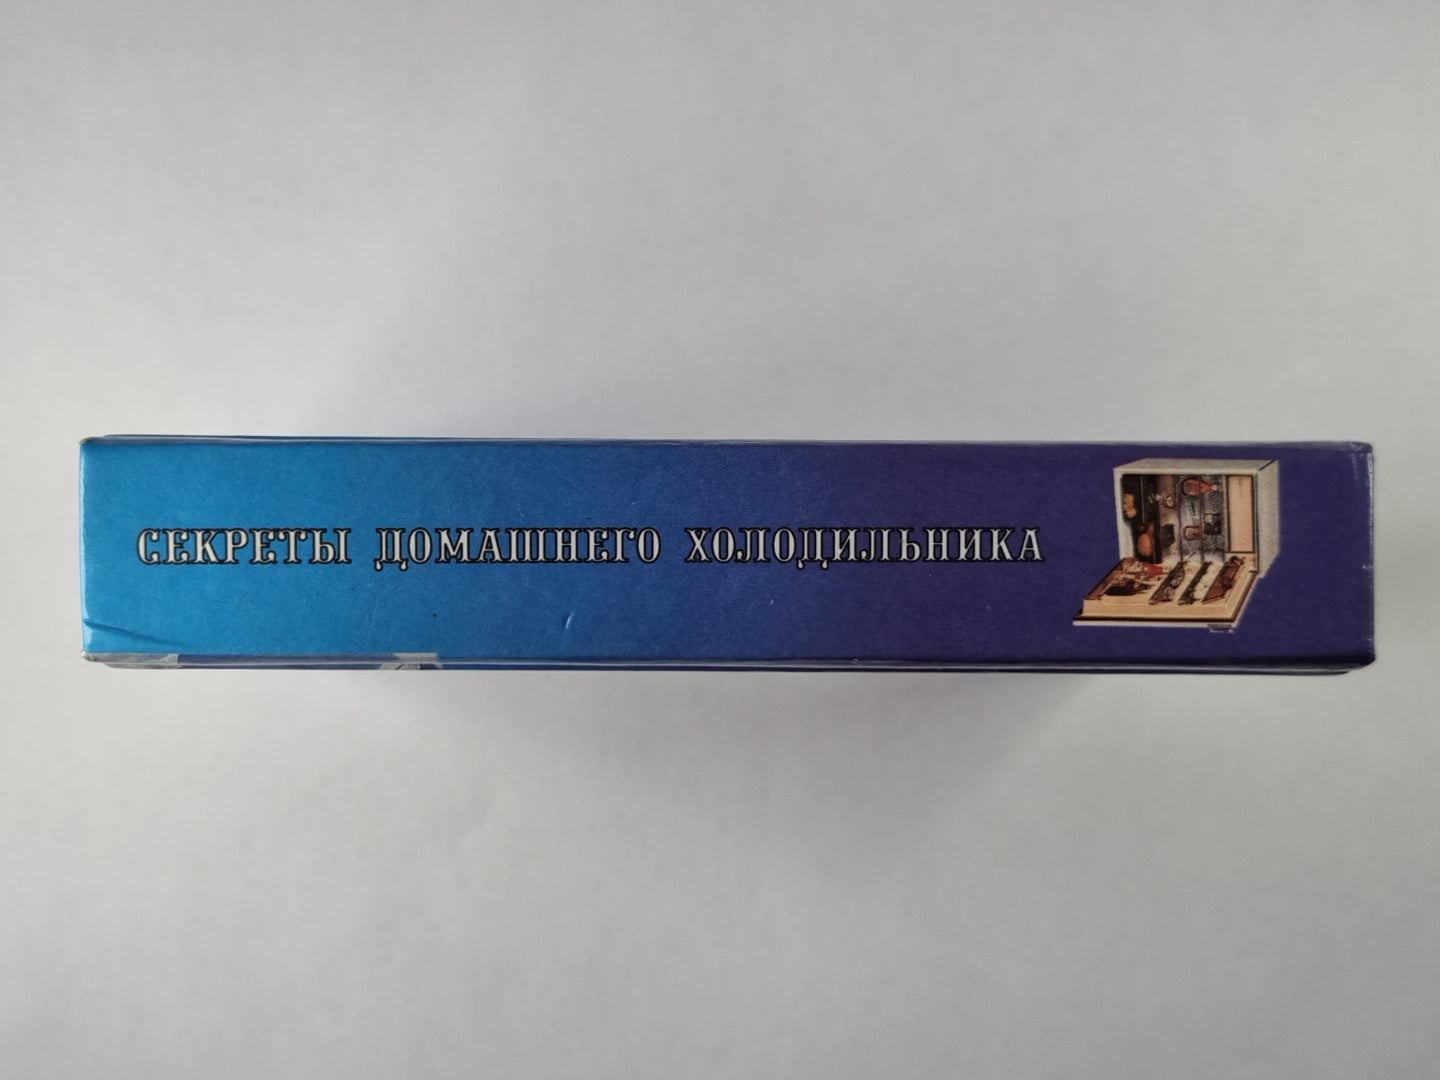 СЕКРЕТЫ ДОМАШНЕГО ХОЛОДИЛЬНИКА